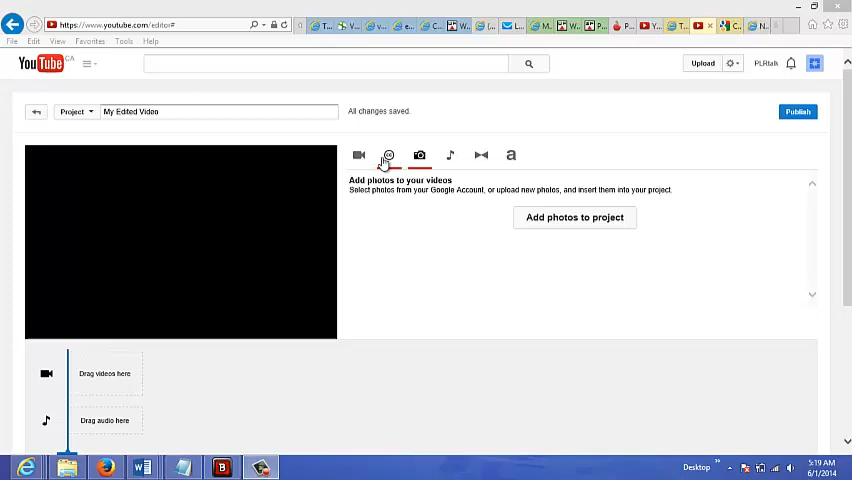 https://www.youtube.com/editor#
File Edit View Favorites Tools Help
YouTube CA
Upload
PLRtalk
Project
My Edited Video
All changes saved.
Publish
a
Add photos to your videos
Select photos from your Google Account, or upload new photos, and insert them into your project.
Add photos to project
Drag videos here
Drag audio here
Desktop
5:19 AM
6/1/2014